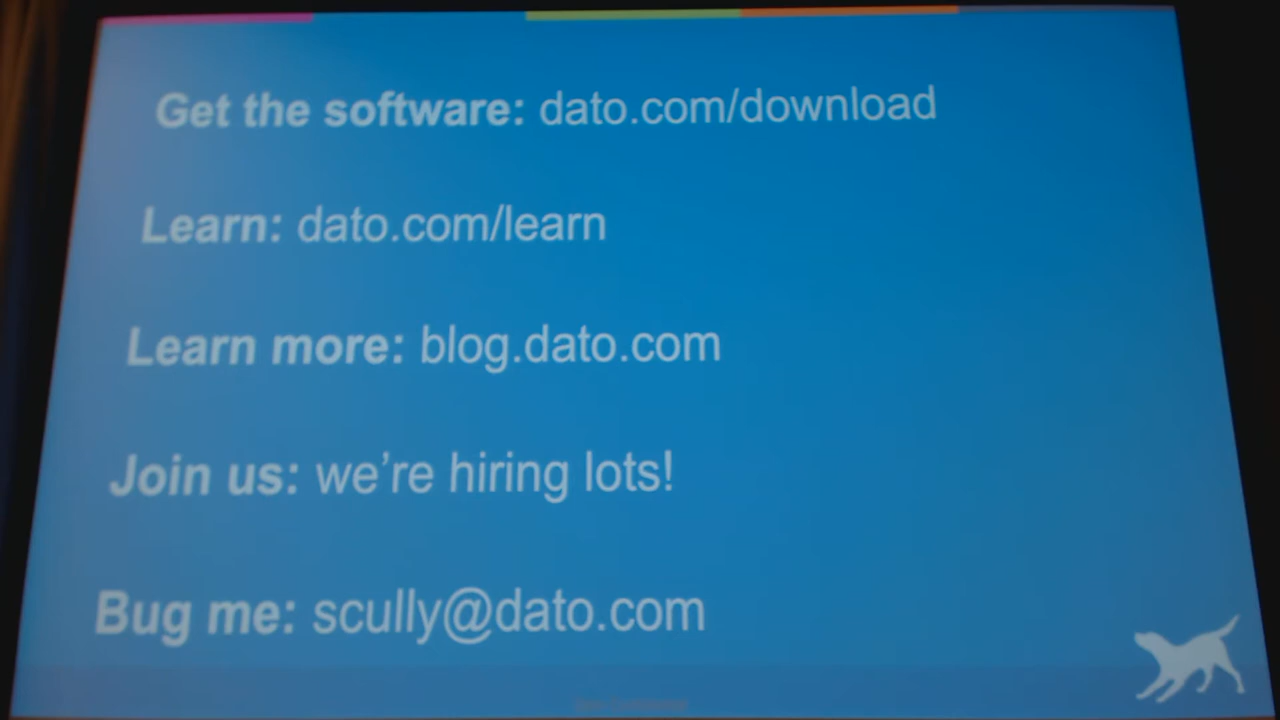 Get the software: dato.com/download
Learn: dato.com/learn
Learn more: blog.dato.com
Join us: we're hiring lots!
Bug me: scully@dato.com